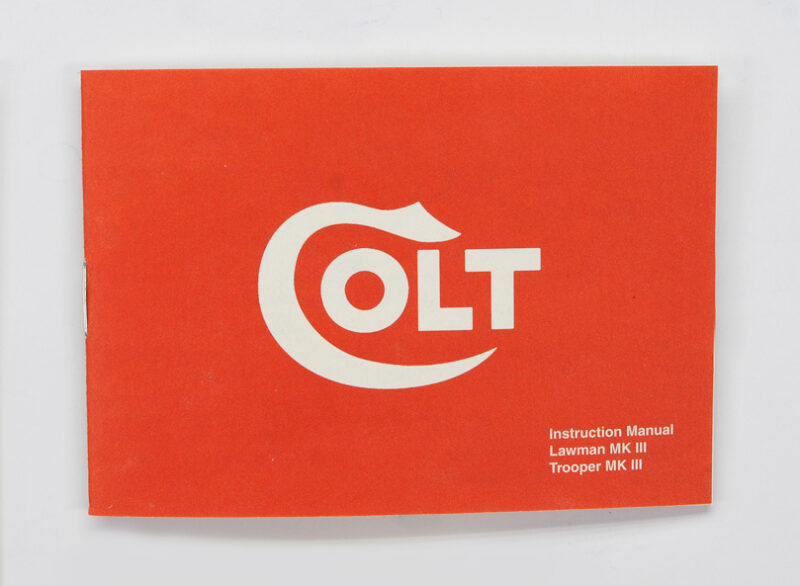 COLT
Instruction Manual
Lawman MK III
Trooper MK III